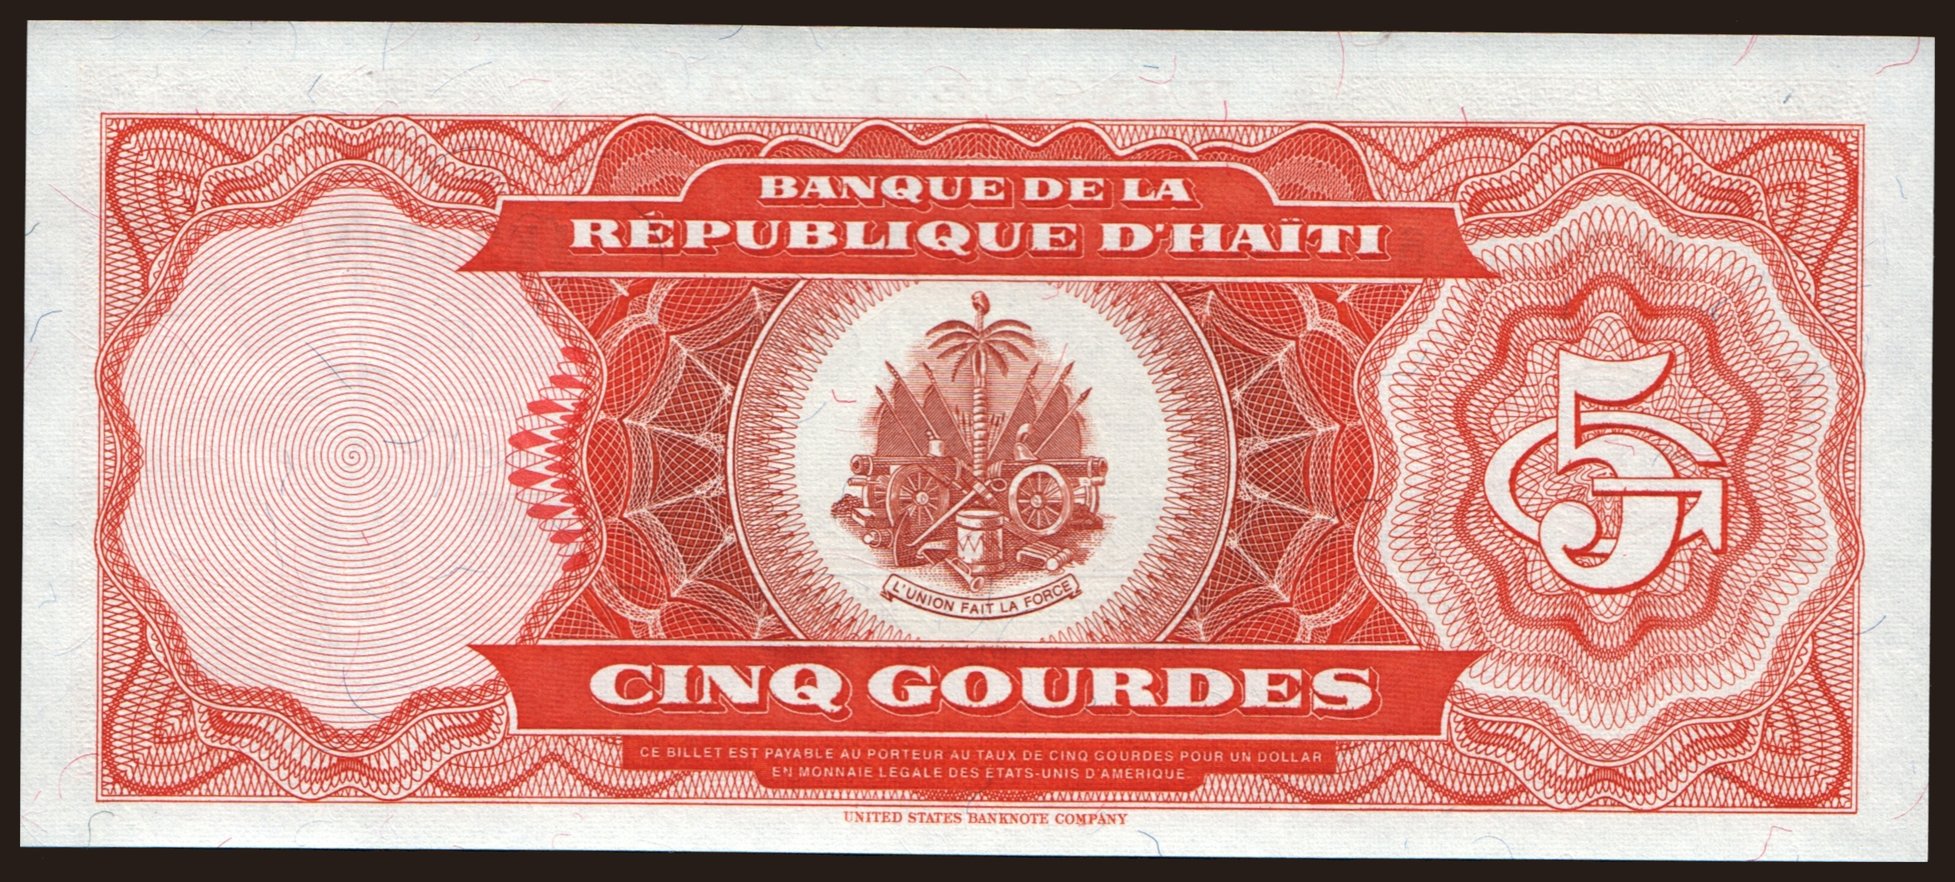 BANQUE DE LA
RÉPUBLIQUE D'HAÏTI
5G
L'UNION FAIT LA FORCE
CINQ GOURDES
CE BILLET EST PAYABLE AU PORTEUR AU TAUX DE CINQ GOURDES POUR UN DOLLAR
EN MONNAIE LEGALE DES ETATS-UNIS D'AMERIQUE
UNITED STATES BANKNOTE COMPANY